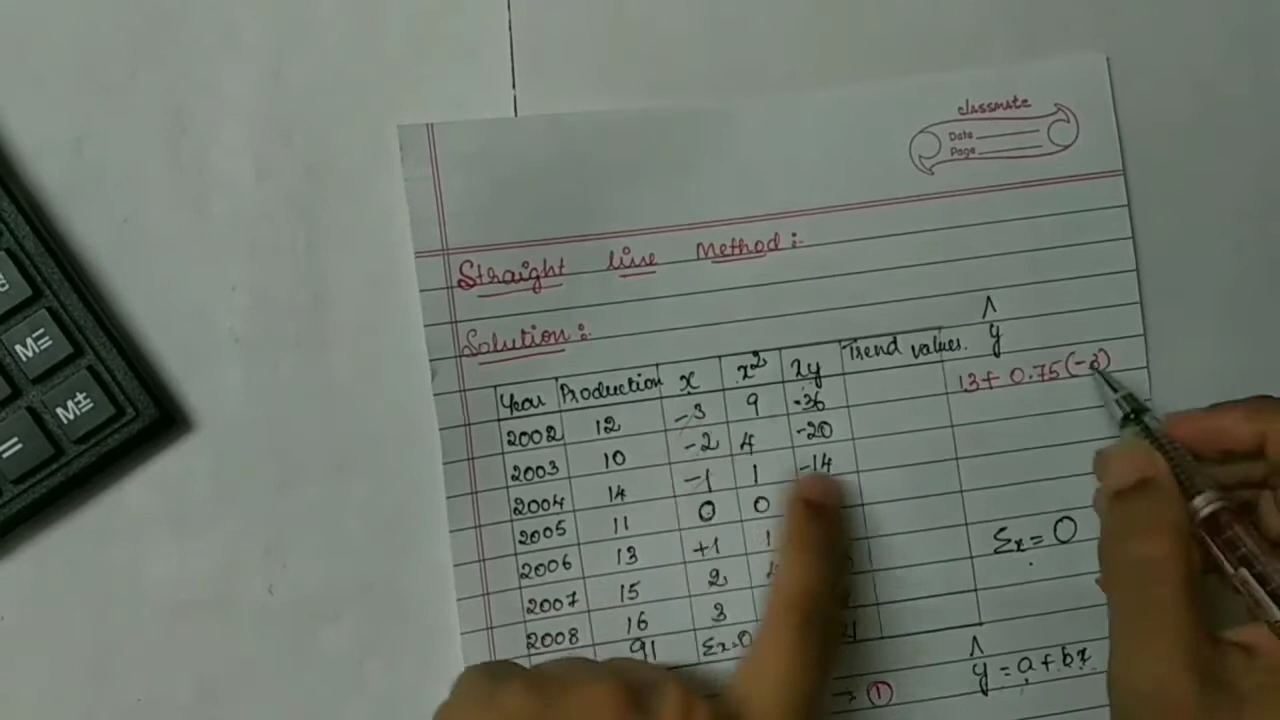 classmate
Date
Page
Straight line Method:-
Solution:-
ŷ
Year Production x x² xy Trend values.
13+ 0.75(-3)
2002 12 -3 9 -36
2003 10 -2 4 -20
2004 14 -1 1 -14
2005 11 0 0
2006 13 +1 1
2007 15 2
2008 16 3
91 Σx=0
Σx = 0
→ ①
ŷ = a + bx
M=
M±
=